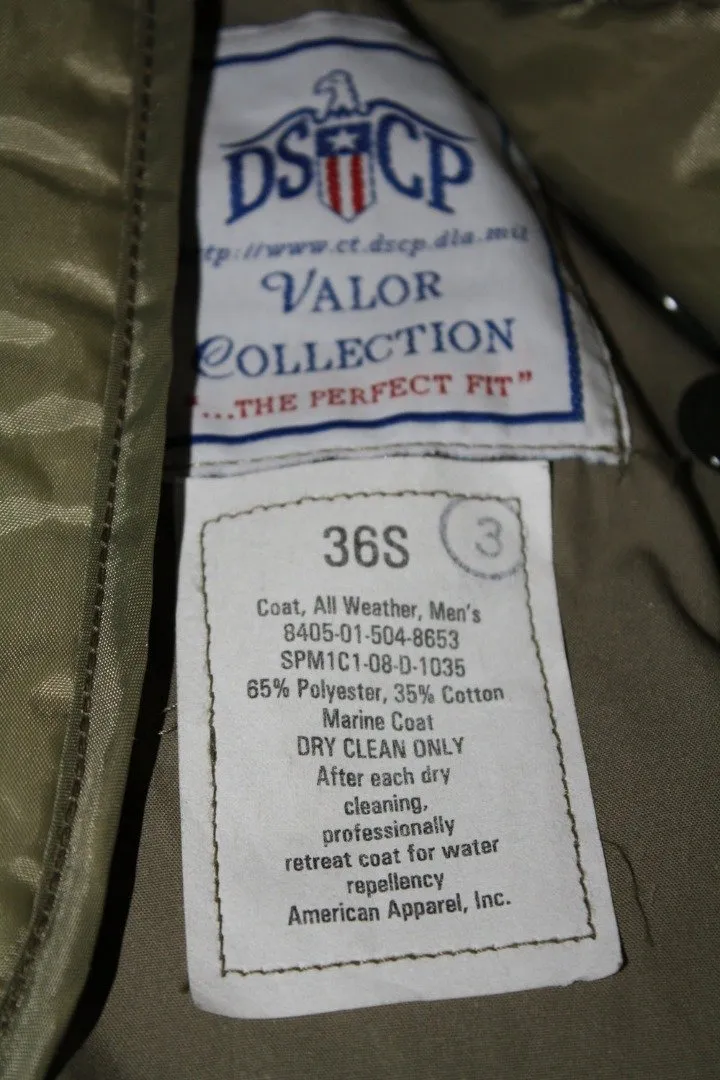 DSCP
tp://www.ct.dscp.dla.mil
VALOR
COLLECTION
"...THE PERFECT FIT"
36S
3
Coat, All Weather, Men's
8405-01-504-8653
SPM1C1-08-D-1035
65% Polyester, 35% Cotton
Marine Coat
DRY CLEAN ONLY
After each dry
cleaning,
professionally
retreat coat for water
repellency
American Apparel, Inc.